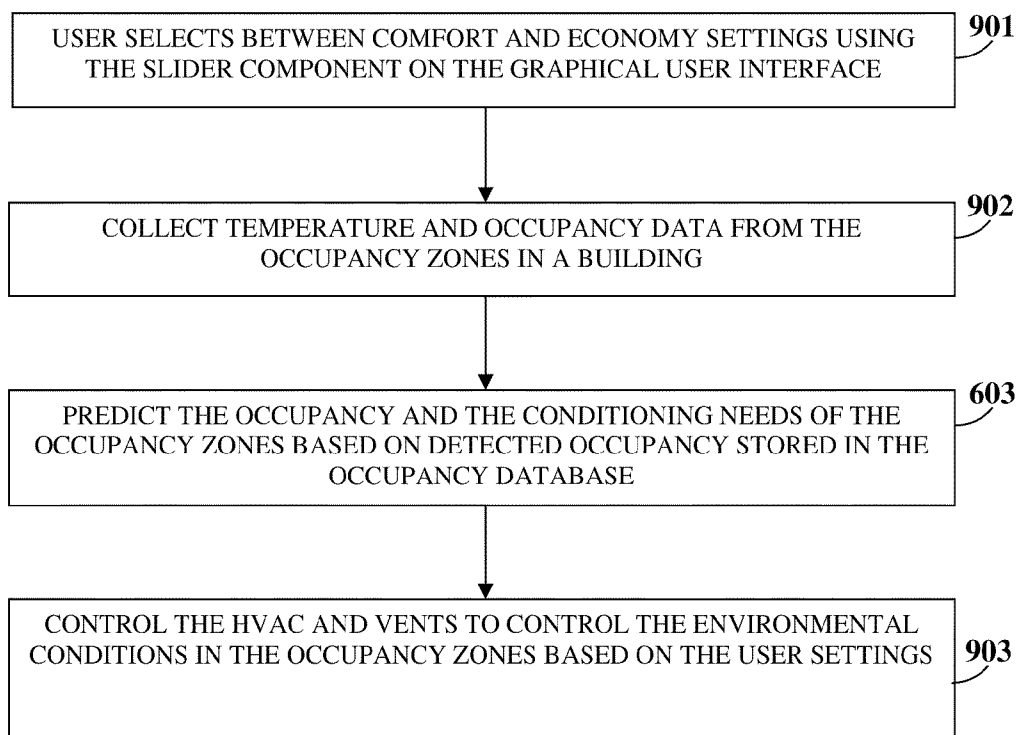 USER SELECTS BETWEEN COMFORT AND ECONOMY SETTINGS USING
THE SLIDER COMPONENT ON THE GRAPHICAL USER INTERFACE
901
COLLECT TEMPERATURE AND OCCUPANCY DATA FROM THE
OCCUPANCY ZONES IN A BUILDING
902
PREDICT THE OCCUPANCY AND THE CONDITIONING NEEDS OF THE
OCCUPANCY ZONES BASED ON DETECTED OCCUPANCY STORED IN THE
OCCUPANCY DATABASE
603
CONTROL THE HVAC AND VENTS TO CONTROL THE ENVIRONMENTAL
CONDITIONS IN THE OCCUPANCY ZONES BASED ON THE USER SETTINGS
903